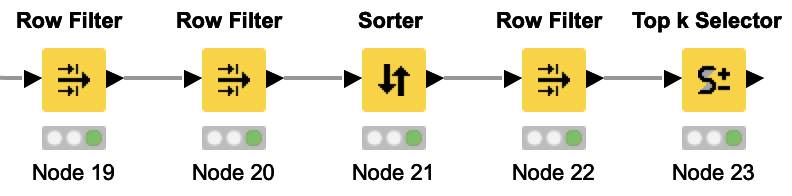 Row Filter Row Filter Sorter Row Filter Top k Selector
Node 19 Node 20 Node 21 Node 22 Node 23